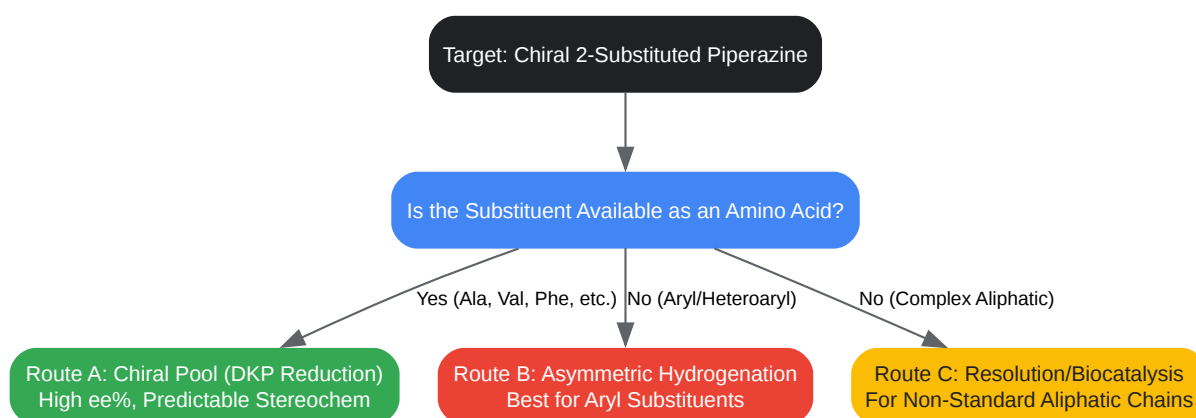 Target: Chiral 2-Substituted Piperazine
Is the Substituent Available as an Amino Acid?
Yes (Ala, Val, Phe, etc.)
No (Aryl/Heteroaryl)
No (Complex Aliphatic)
Route A: Chiral Pool (DKP Reduction)
High ee%, Predictable Stereochem
Route B: Asymmetric Hydrogenation
Best for Aryl Substituents
Route C: Resolution/Biocatalysis
For Non-Standard Aliphatic Chains